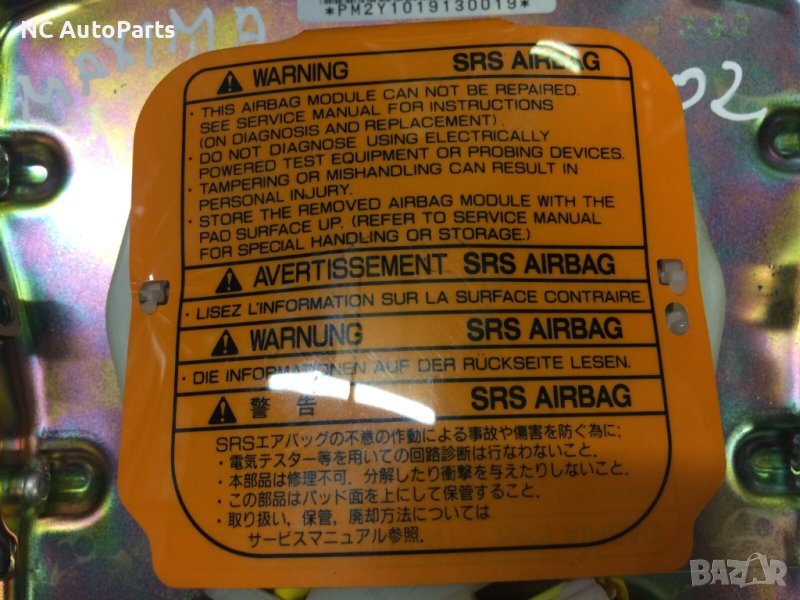 NC AutoParts
*PM2Y1019130019*
1330
MAXIMA
02
WARNING SRS AIRBAG
· THIS AIRBAG MODULE CAN NOT BE REPAIRED.
SEE SERVICE MANUAL FOR INSTRUCTIONS
(ON DIAGNOSIS AND REPLACEMENT).
· DO NOT DIAGNOSE USING ELECTRICALLY
POWERED TEST EQUIPMENT OR PROBING DEVICES.
· TAMPERING OR MISHANDLING CAN RESULT IN
PERSONAL INJURY.
· STORE THE REMOVED AIRBAG MODULE WITH THE
PAD SURFACE UP. (REFER TO SERVICE MANUAL
FOR SPECIAL HANDLING OR STORAGE.)
AVERTISSEMENT SRS AIRBAG
· LISEZ L'INFORMATION SUR LA SURFACE CONTRAIRE.
WARNUNG SRS AIRBAG
· DIE INFORMATIONEN AUF DER RÜCKSEITE LESEN.
警告 SRS AIRBAG
SRSエアバッグの不意の作動による事故や傷害を防ぐ為に;
・電気テスター等を用いての回路診断は行なわないこと.
・本部品は修理不可, 分解したり衝撃を与えたりしないこと.
・この部品はパッド面を上にして保管すること.
・取り扱い, 保管, 廃却方法については
サービスマニュアル参照.
BAZAR